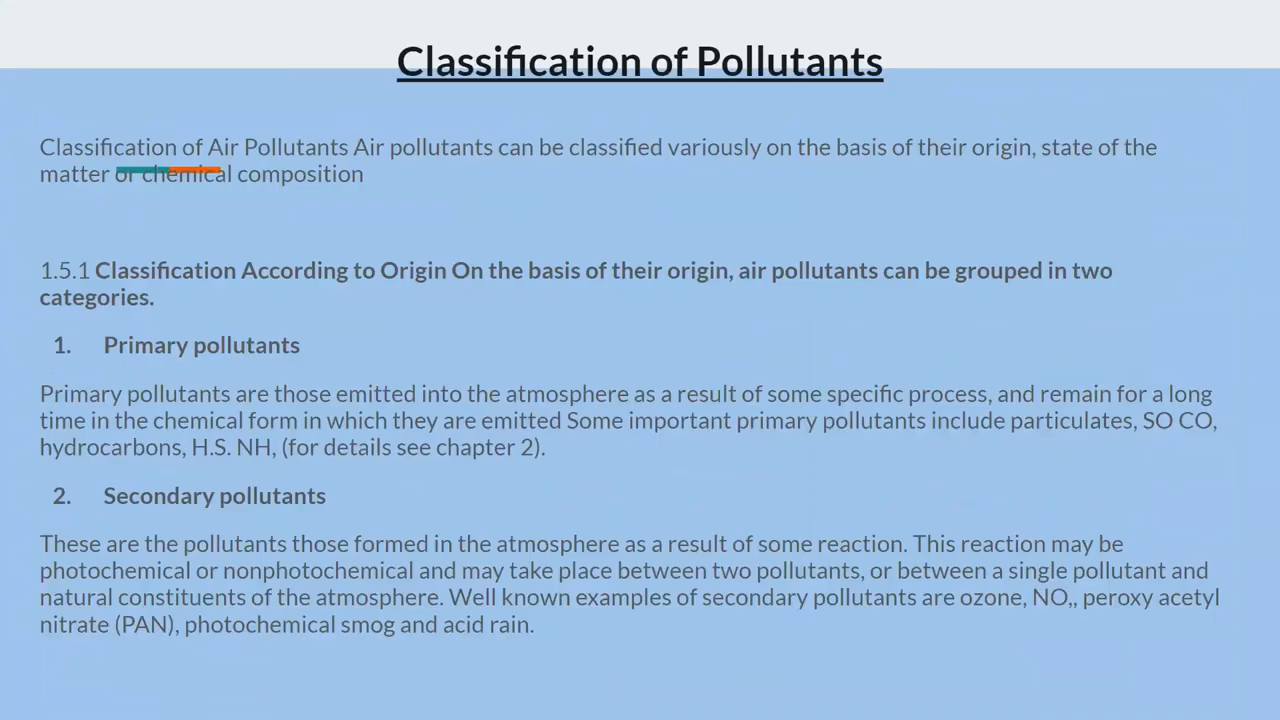 Classification of Pollutants
Classification of Air Pollutants Air pollutants can be classified variously on the basis of their origin, state of the
matter or chemical composition
1.5.1 Classification According to Origin On the basis of their origin, air pollutants can be grouped in two
categories.
1. Primary pollutants
Primary pollutants are those emitted into the atmosphere as a result of some specific process, and remain for a long
time in the chemical form in which they are emitted Some important primary pollutants include particulates, SO CO,
hydrocarbons, H.S. NH, (for details see chapter 2).
2. Secondary pollutants
These are the pollutants those formed in the atmosphere as a result of some reaction. This reaction may be
photochemical or nonphotochemical and may take place between two pollutants, or between a single pollutant and
natural constituents of the atmosphere. Well known examples of secondary pollutants are ozone, NO,, peroxy acetyl
nitrate (PAN), photochemical smog and acid rain.